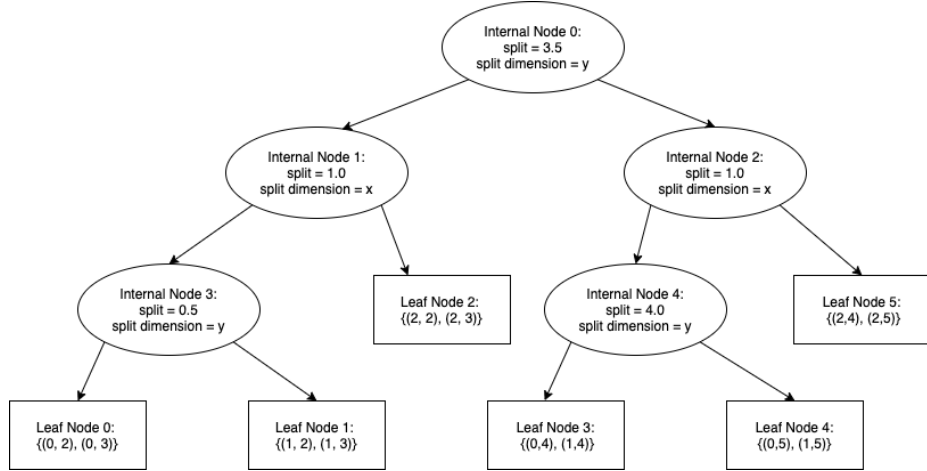 Internal Node 0:
split = 3.5
split dimension = y
Internal Node 1:
split = 1.0
split dimension = x
Internal Node 2:
split = 1.0
split dimension = x
Internal Node 3:
split = 0.5
split dimension = y
Leaf Node 2:
{(2, 2), (2, 3)}
Internal Node 4:
split = 4.0
split dimension = y
Leaf Node 5:
{(2,4), (2,5)}
Leaf Node 0:
{(0, 2), (0, 3)}
Leaf Node 1:
{(1, 2), (1, 3)}
Leaf Node 3:
{(0,4), (1,4)}
Leaf Node 4:
{(0,5), (1,5)}